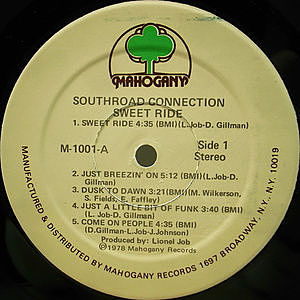 MAHOGANY
SOUTHROAD CONNECTION
SWEET RIDE
1. SWEET RIDE 4:35 (BMI)(L.Job-D. Gillman)
M-1001-A
Side 1
Stereo
2. JUST BREEZIN' ON 5:12 (BMI)(L.Job-D.
Gillman)
3. DUSK TO DAWN 3:21(BMI)(M. Wilkerson,
S. Fields, E. Faffley)
4. JUST A LITTLE BIT OF FUNK 3:40 (BMI)
(L. Job-D. Gillman)
5. COME ON PEOPLE 4:35 (BMI)
(D.Gillman-L.Job-J.Johnson)
Produced by: Lionel Job
©1978 Mahogany Records
MANUFACTURED & DISTRIBUTED BY MAHOGANY RECORDS 1697 BROADWAY, N.Y., N.Y. 10019